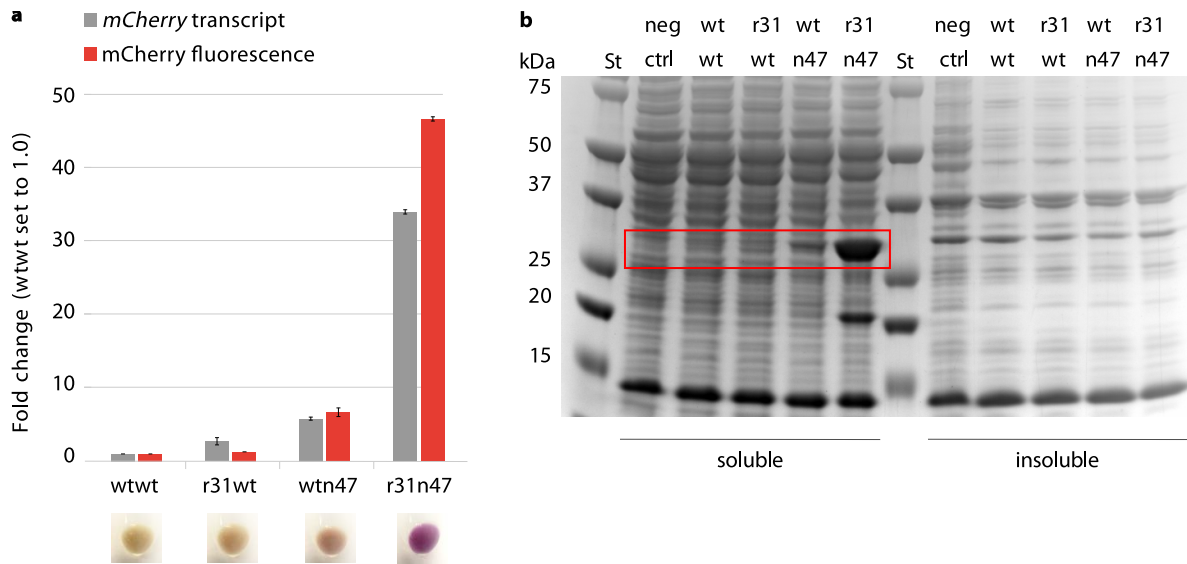 a
mCherry transcript
mCherry fluorescence
Fold change (wtwt set to 1.0)
50
40
30
20
10
0
wtwt r31wt wtn47 r31n47
b
neg wt r31 wt r31 neg wt r31 wt r31
kDa St ctrl wt wt n47 n47 St ctrl wt wt n47 n47
75
50
37
25
20
15
soluble insoluble